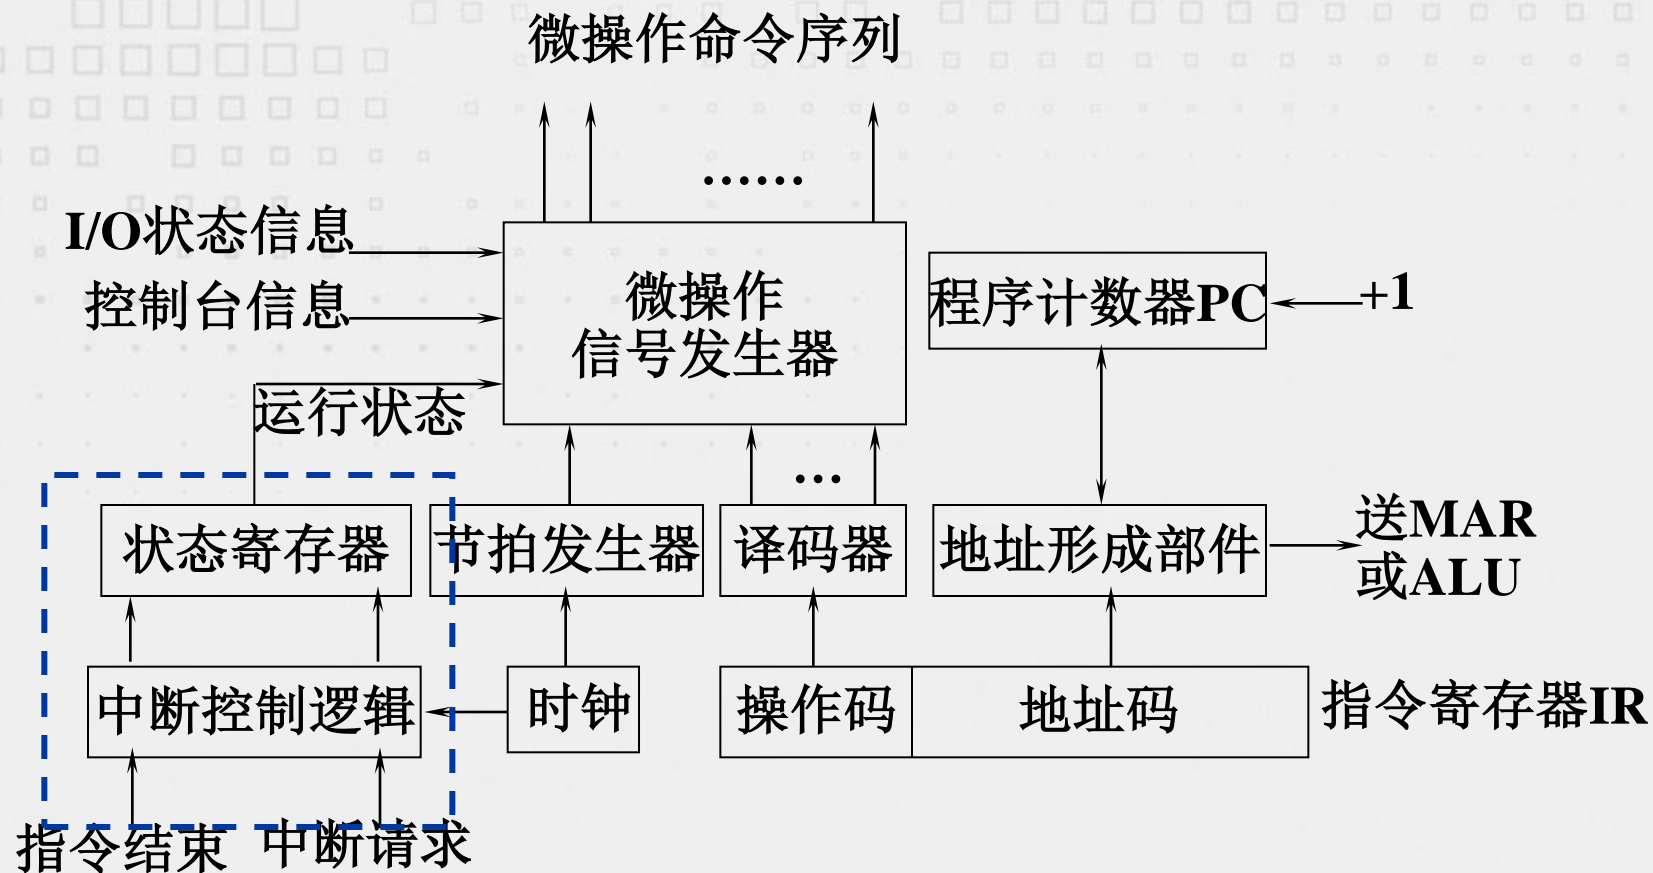 微操作命令序列
……
I/O状态信息
控制台信息
运行状态
微操作
信号发生器
程序计数器PC
+1
…
状态寄存器
节拍发生器
译码器
地址形成部件
送MAR
或ALU
中断控制逻辑
时钟
操作码
地址码
指令寄存器IR
指令结束
中断请求